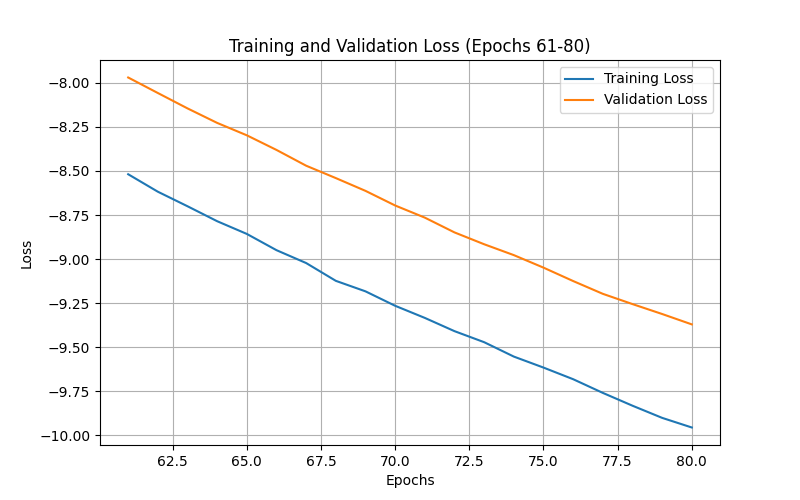 Training and Validation Loss (Epochs 61-80)
Training Loss
Validation Loss
−8.00
−8.25
−8.50
−8.75
−9.00
−9.25
−9.50
−9.75
−10.00
Loss
62.5 65.0 67.5 70.0 72.5 75.0 77.5 80.0
Epochs